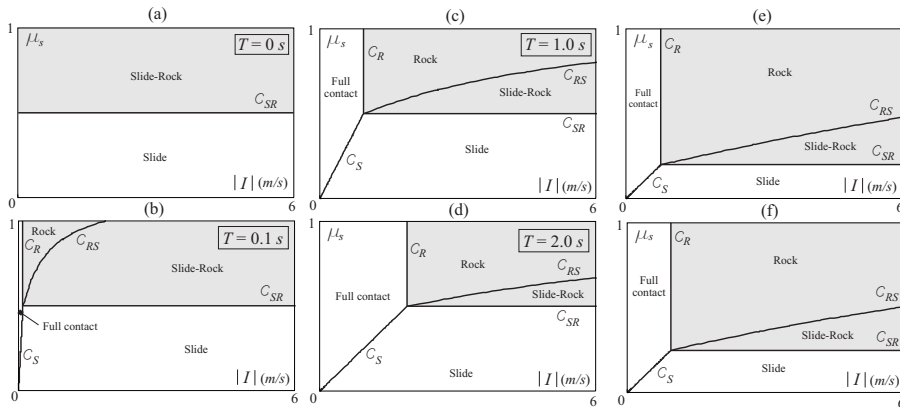 (a)
1
μs
T = 0 s
Slide-Rock
CSR
Slide
|I| (m/s)
0
6
(b)
1
Rock
CR
CRS
T = 0.1 s
Slide-Rock
CSR
Full contact
CS
Slide
|I| (m/s)
0
6
(c)
1
μs
CR
Rock
T = 1.0 s
CRS
Full
contact
Slide-Rock
CSR
CS
Slide
|I| (m/s)
0
6
(d)
1
μs
T = 2.0 s
CR
Rock
CRS
Full contact
Slide-Rock
CSR
CS
Slide
|I| (m/s)
0
6
(e)
1
μs
CR
Rock
Full
contact
CRS
Slide-Rock
CSR
CS
Slide
|I| (m/s)
0
6
(f)
1
μs
CR
Rock
Full
contact
CRS
Slide-Rock
CSR
CS
Slide
|I| (m/s)
0
6